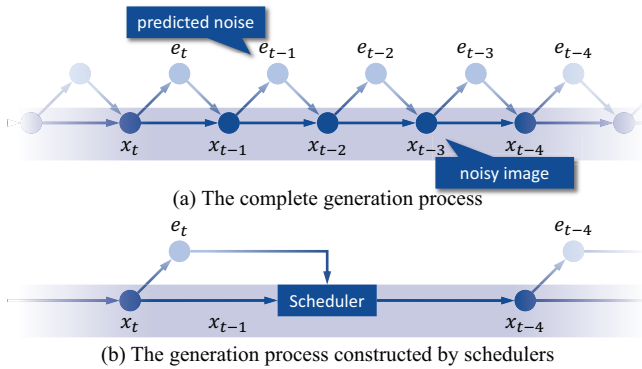 predicted noise
e_t e_{t−1} e_{t−2} e_{t−3} e_{t−4}
x_t x_{t−1} x_{t−2} x_{t−3} x_{t−4}
noisy image
(a) The complete generation process
e_t e_{t−4}
Scheduler
x_t x_{t−1} x_{t−4}
(b) The generation process constructed by schedulers